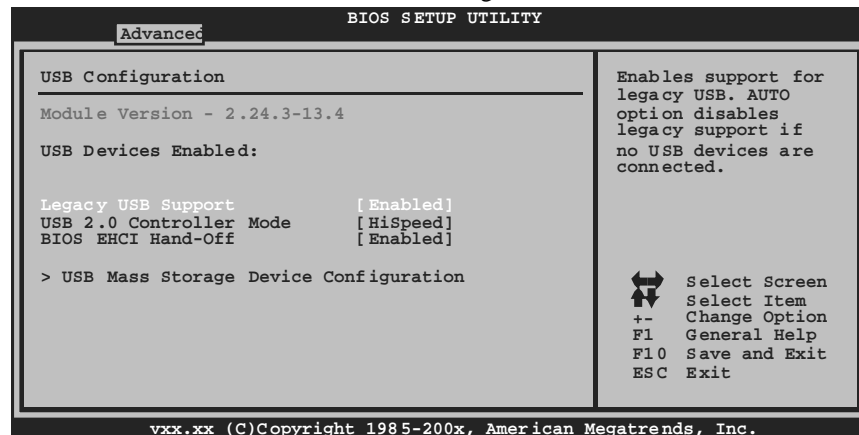 BIOS SETUP UTILITY
Advanced
USB Configuration
Module Version - 2.24.3-13.4
USB Devices Enabled:
Legacy USB Support [Enabled]
USB 2.0 Controller Mode [HiSpeed]
BIOS EHCI Hand-Off [Enabled]
> USB Mass Storage Device Configuration
Enables support for
legacy USB. AUTO
option disables
legacy support if
no USB devices are
connected.
Select Screen
Select Item
+- Change Option
F1 General Help
F10 Save and Exit
ESC Exit
vxx.xx (C)Copyright 1985-200x, American Megatrends, Inc.